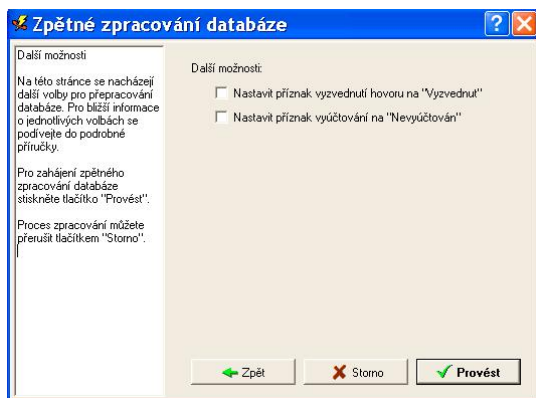 Zpětné zpracování databáze
Další možnosti
Na této stránce se nacházejí
další volby pro přepracování
databáze. Pro bližší informace
o jednotlivých volbách se
podívejte do podrobné
příručky.
Pro zahájení zpětného
zpracování databáze
stiskněte tlačítko "Provést".
Proces zpracování můžete
přerušit tlačítkem "Storno".
Další možnosti:
Nastavit příznak vyzvednutí hovoru na "Vyzvednut"
Nastavit příznak vyúčtování na "Nevyúčtován"
Zpět
Storno
Provést